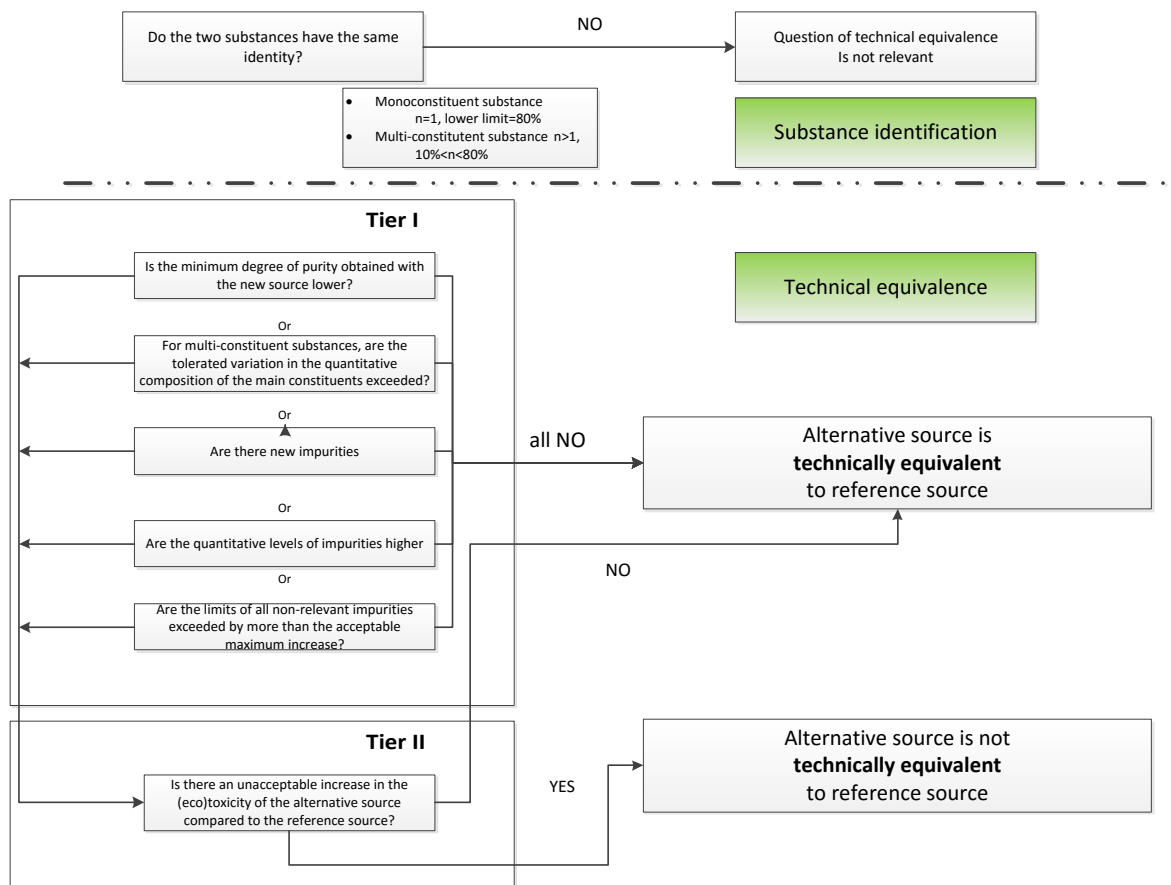 Do the two substances have the same
identity?
NO
Question of technical equivalence
Is not relevant
• Monoconstituent substance
n=1, lower limit=80%
• Multi-constitutent substance n>1,
10%<n<80%
Substance identification
Tier I
Is the minimum degree of purity obtained with
the new source lower?
Technical equivalence
Or
For multi-constituent substances, are the
tolerated variation in the quantitative
composition of the main constituents exceeded?
Or
Are there new impurities
all NO
Alternative source is
technically equivalent
to reference source
Or
Are the quantitative levels of impurities higher
NO
Or
Are the limits of all non-relevant impurities
exceeded by more than the acceptable
maximum increase?
Tier II
Is there an unacceptable increase in the
(eco)toxicity of the alternative source
compared to the reference source?
YES
Alternative source is not
technically equivalent
to reference source